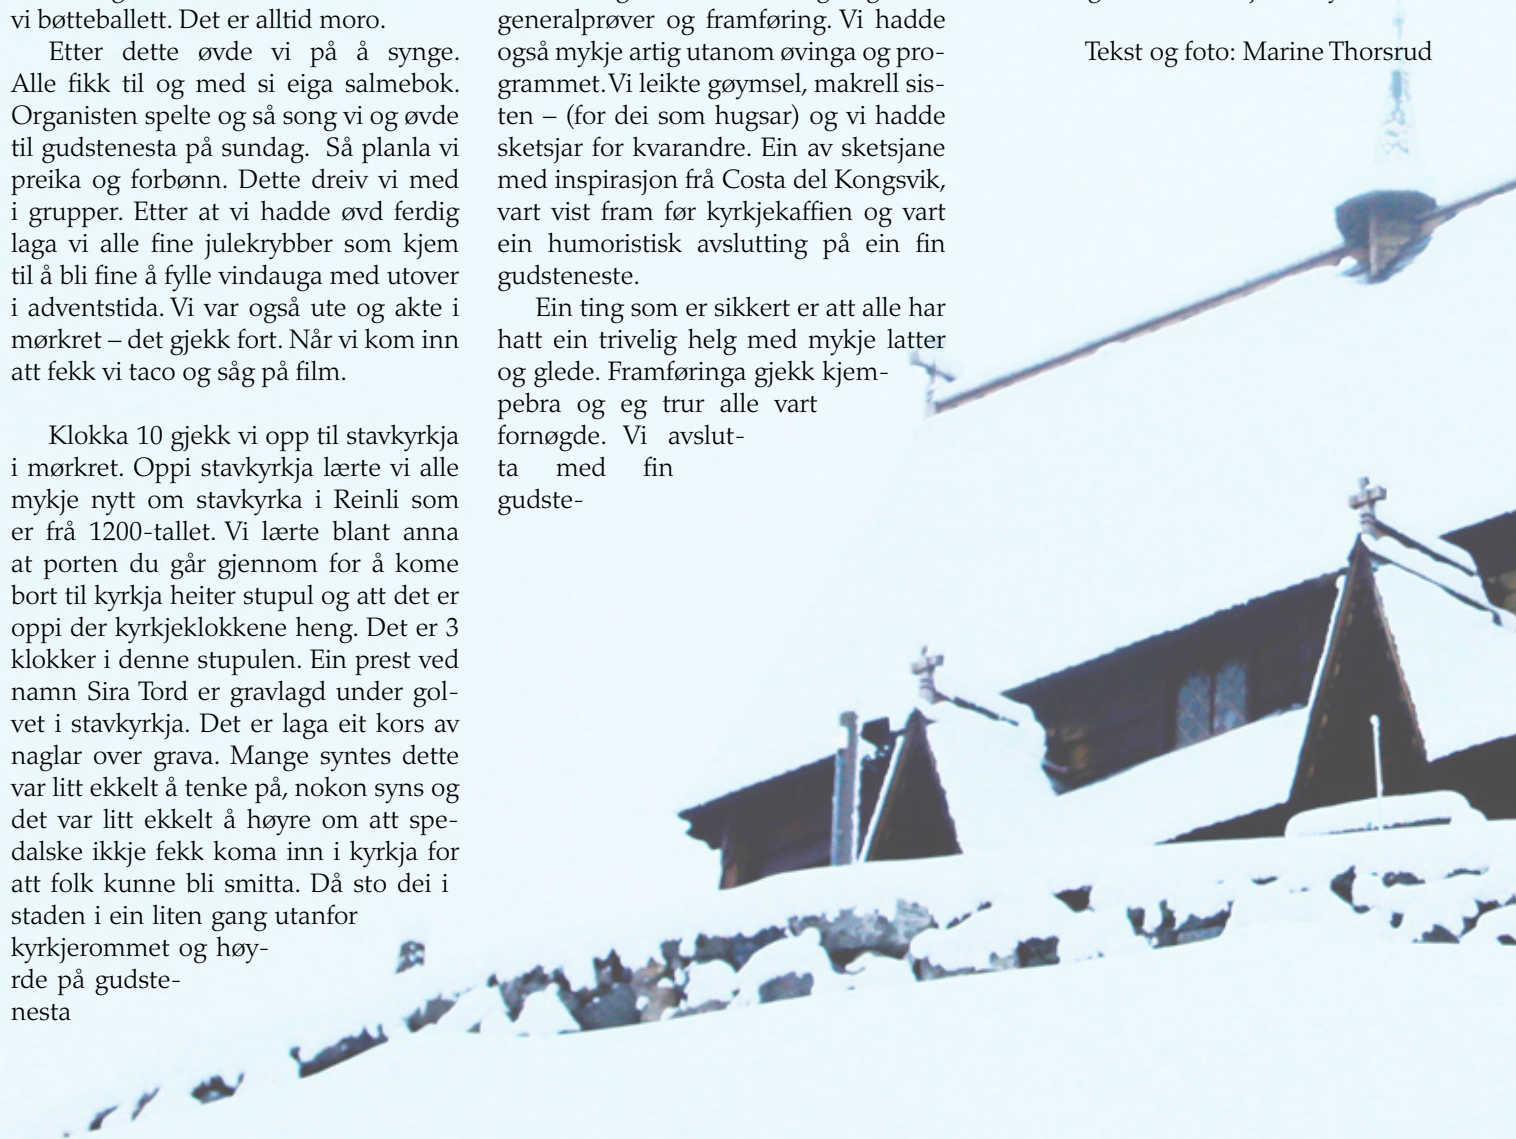 vi bøtteballett. Det er alltid moro.
Etter dette øvde vi på å synge.
Alle fikk til og med si eiga salmebok.
Organisten spelte og så song vi og øvde
til gudstenesta på sundag. Så planla vi
preika og forbønn. Dette dreiv vi med
i grupper. Etter at vi hadde øvd ferdig
laga vi alle fine julekrybber som kjem
til å bli fine å fylle vindauga med utover
i adventstida. Vi var også ute og akte i
mørkret – det gjekk fort. Når vi kom inn
att fekk vi taco og såg på film.
Klokka 10 gjekk vi opp til stavkyrkja
i mørkret. Oppi stavkyrkja lærte vi alle
mykje nytt om stavkyrka i Reinli som
er frå 1200-tallet. Vi lærte blant anna
at porten du går gjennom for å kome
bort til kyrkja heiter stupul og att det er
oppi der kyrkjeklokkene heng. Det er 3
klokker i denne stupulen. Ein prest ved
namn Sira Tord er gravlagd under gol-
vet i stavkyrkja. Det er laga eit kors av
naglar over grava. Mange syntes dette
var litt ekkelt å tenke på, nokon syns og
det var litt ekkelt å høyre om att spe-
dalske ikkje fekk koma inn i kyrkja for
att folk kunne bli smitta. Då sto dei i
staden i ein liten gang utanfor
kyrkjerommet og høy-
rde på gudste-
nesta
generalprøver og framføring. Vi hadde
også mykje artig utanom øvinga og pro-
grammet. Vi leikte gøymsel, makrell sis-
ten – (for dei som hugsar) og vi hadde
sketsjar for kvarandre. Ein av sketsjane
med inspirasjon frå Costa del Kongsvik,
vart vist fram før kyrkjekaffien og vart
ein humoristisk avslutting på ein fin
gudsteneste.
Ein ting som er sikkert er att alle har
hatt ein trivelig helg med mykje latter
og glede. Framføringa gjekk kjem-
pebra og eg trur alle vart
fornøgde. Vi avslut-
ta med fin
gudste-
Tekst og foto: Marine Thorsrud